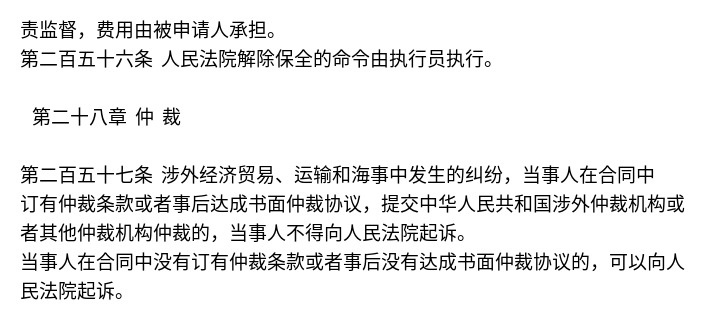 责监督，费用由被申请人承担。
第二百五十六条 人民法院解除保全的命令由执行员执行。
第二十八章 仲 裁
第二百五十七条 涉外经济贸易、运输和海事中发生的纠纷，当事人在合同中
订有仲裁条款或者事后达成书面仲裁协议，提交中华人民共和国涉外仲裁机构或
者其他仲裁机构仲裁的，当事人不得向人民法院起诉。
当事人在合同中没有订有仲裁条款或者事后没有达成书面仲裁协议的，可以向人
民法院起诉。